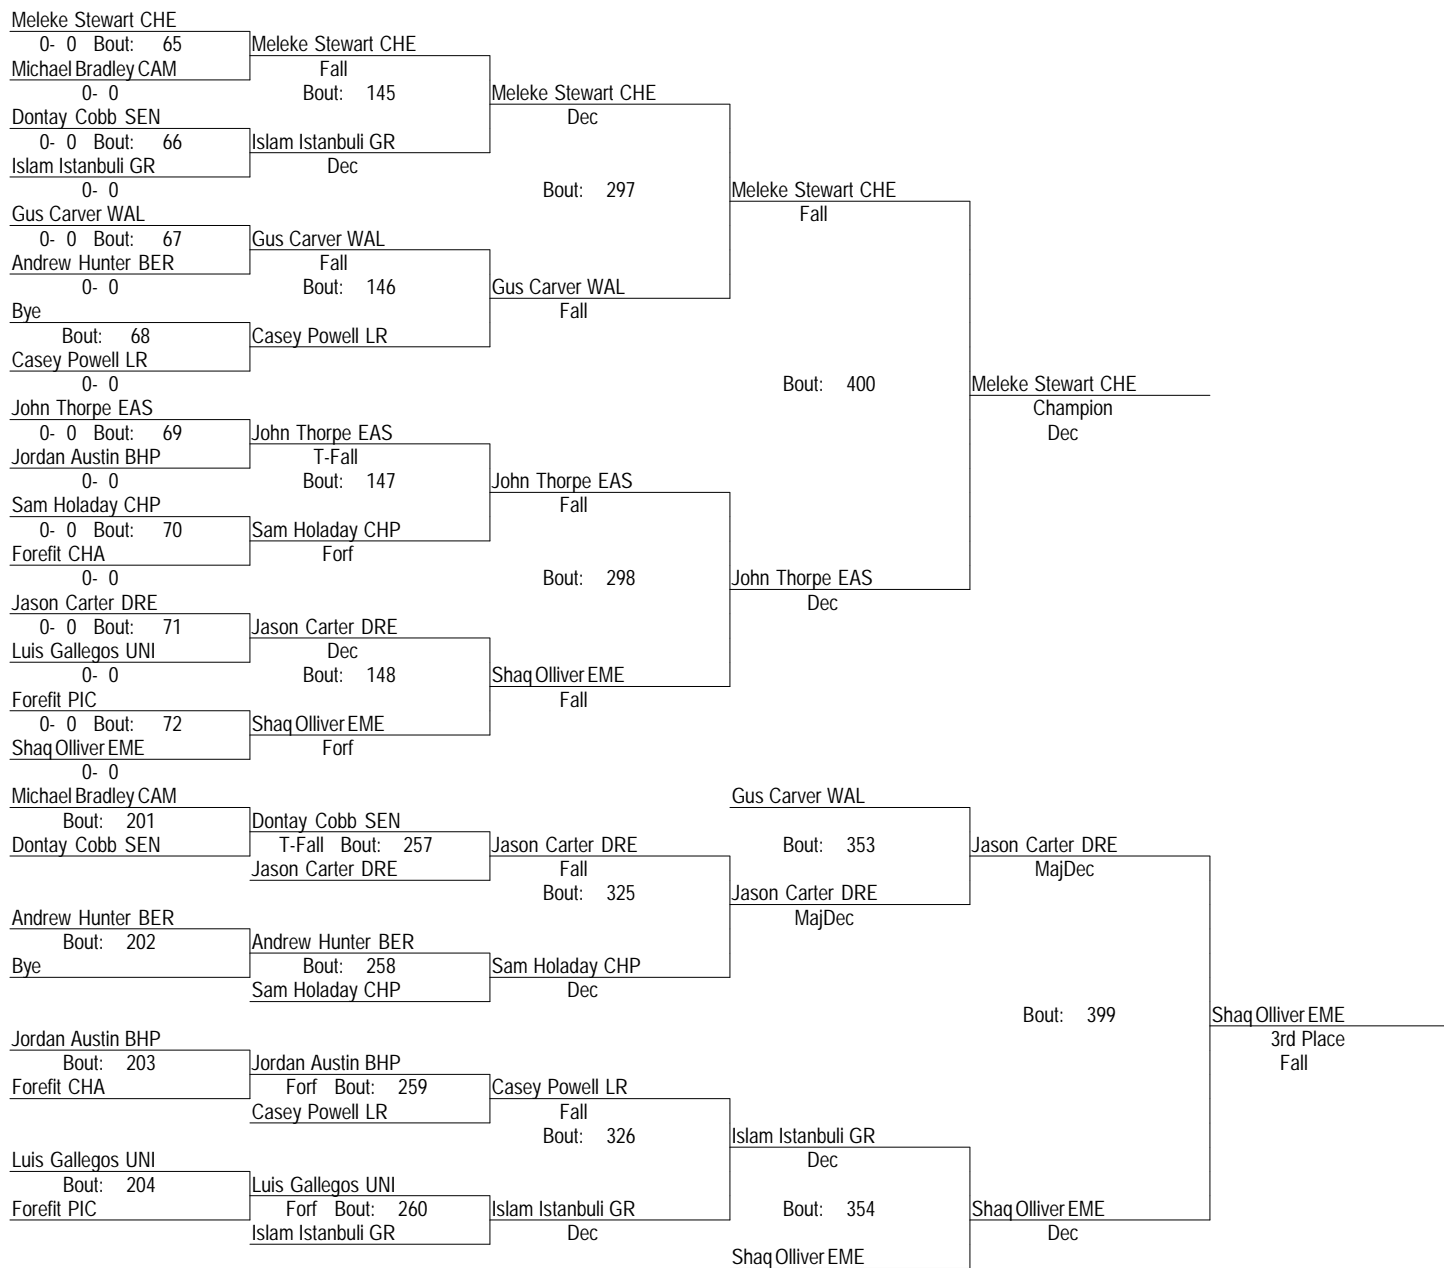 Meleke Stewart CHE
0- 0 Bout: 65 Meleke Stewart CHE
Michael Bradley CAM Fall
0- 0 Bout: 145 Meleke Stewart CHE
Dontay Cobb SEN Dec
0- 0 Bout: 66 Islam Istanbuli GR
Islam Istanbuli GR Dec
0- 0 Bout: 297 Meleke Stewart CHE
Gus Carver WAL Fall
0- 0 Bout: 67 Gus Carver WAL
Andrew Hunter BER Fall
0- 0 Bout: 146 Gus Carver WAL
Bye Fall
Bout: 68 Casey Powell LR
Casey Powell LR
0- 0 Bout: 400 Meleke Stewart CHE
John Thorpe EAS Champion
0- 0 Bout: 69 John Thorpe EAS Dec
Jordan Austin BHP T-Fall
0- 0 Bout: 147 John Thorpe EAS
Sam Holaday CHP Fall
0- 0 Bout: 70 Sam Holaday CHP
Forefit CHA Forf
0- 0 Bout: 298 John Thorpe EAS
Jason Carter DRE Dec
0- 0 Bout: 71 Jason Carter DRE
Luis Gallegos UNI Dec
0- 0 Bout: 148 Shaq Olliver EME
Forefit PIC Fall
0- 0 Bout: 72 Shaq Olliver EME
Shaq Olliver EME Forf
0- 0
Michael Bradley CAM Gus Carver WAL
Bout: 201 Dontay Cobb SEN
Dontay Cobb SEN T-Fall Bout: 257 Jason Carter DRE Bout: 353 Jason Carter DRE
Jason Carter DRE Fall MajDec
Bout: 325 Jason Carter DRE
Andrew Hunter BER MajDec
Bout: 202 Andrew Hunter BER
Bye Bout: 258 Sam Holaday CHP
Sam Holaday CHP Dec
Bout: 399 Shaq Olliver EME
Jordan Austin BHP 3rd Place
Bout: 203 Jordan Austin BHP Fall
Forefit CHA Forf Bout: 259 Casey Powell LR
Casey Powell LR Fall
Bout: 326 Islam Istanbuli GR
Luis Gallegos UNI Dec
Bout: 204 Luis Gallegos UNI
Forefit PIC Forf Bout: 260 Islam Istanbuli GR Bout: 354 Shaq Olliver EME
Islam Istanbuli GR Dec Dec
Shaq Olliver EME